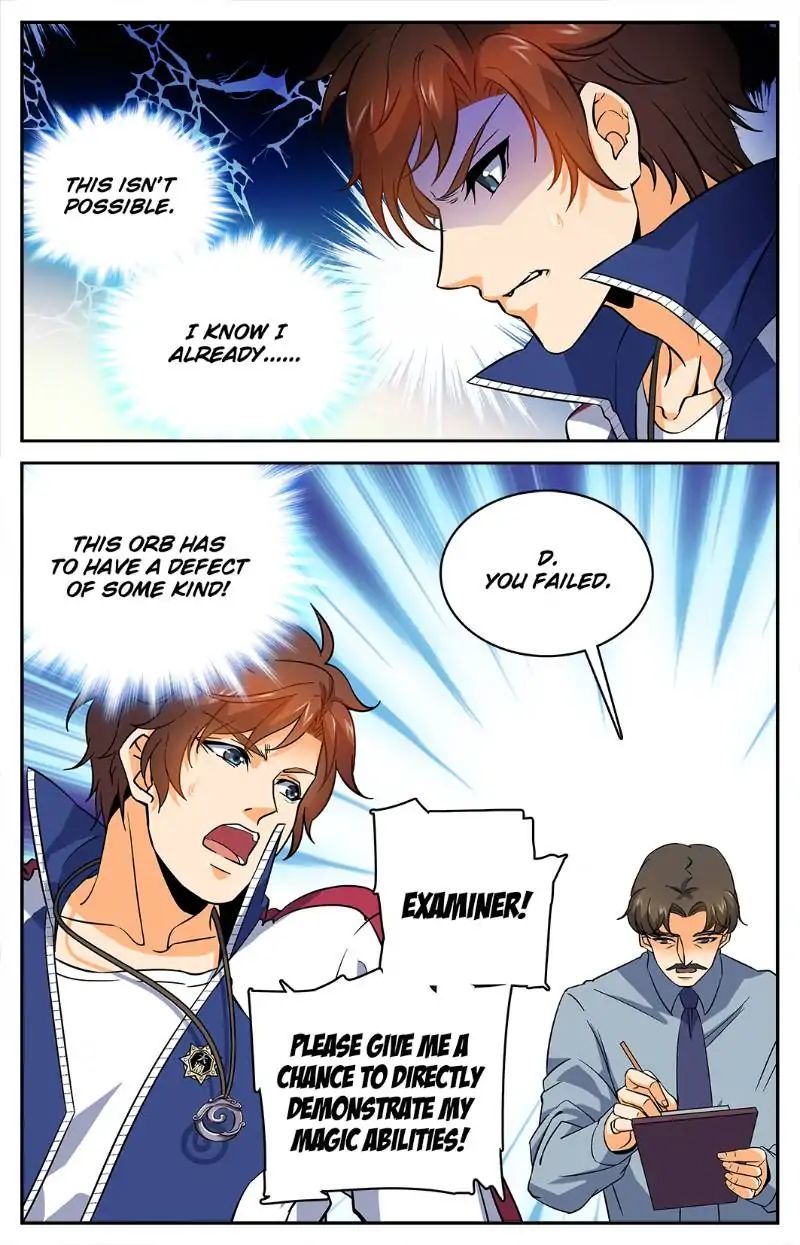 THIS ISN'T
POSSIBLE.
I KNOW I
ALREADY......
THIS ORB HAS
TO HAVE A DEFECT
OF SOME KIND!
D.
YOU FAILED.
EXAMINER!
PLEASE GIVE ME A
CHANCE TO DIRECTLY
DEMONSTRATE MY
MAGIC ABILITIES!